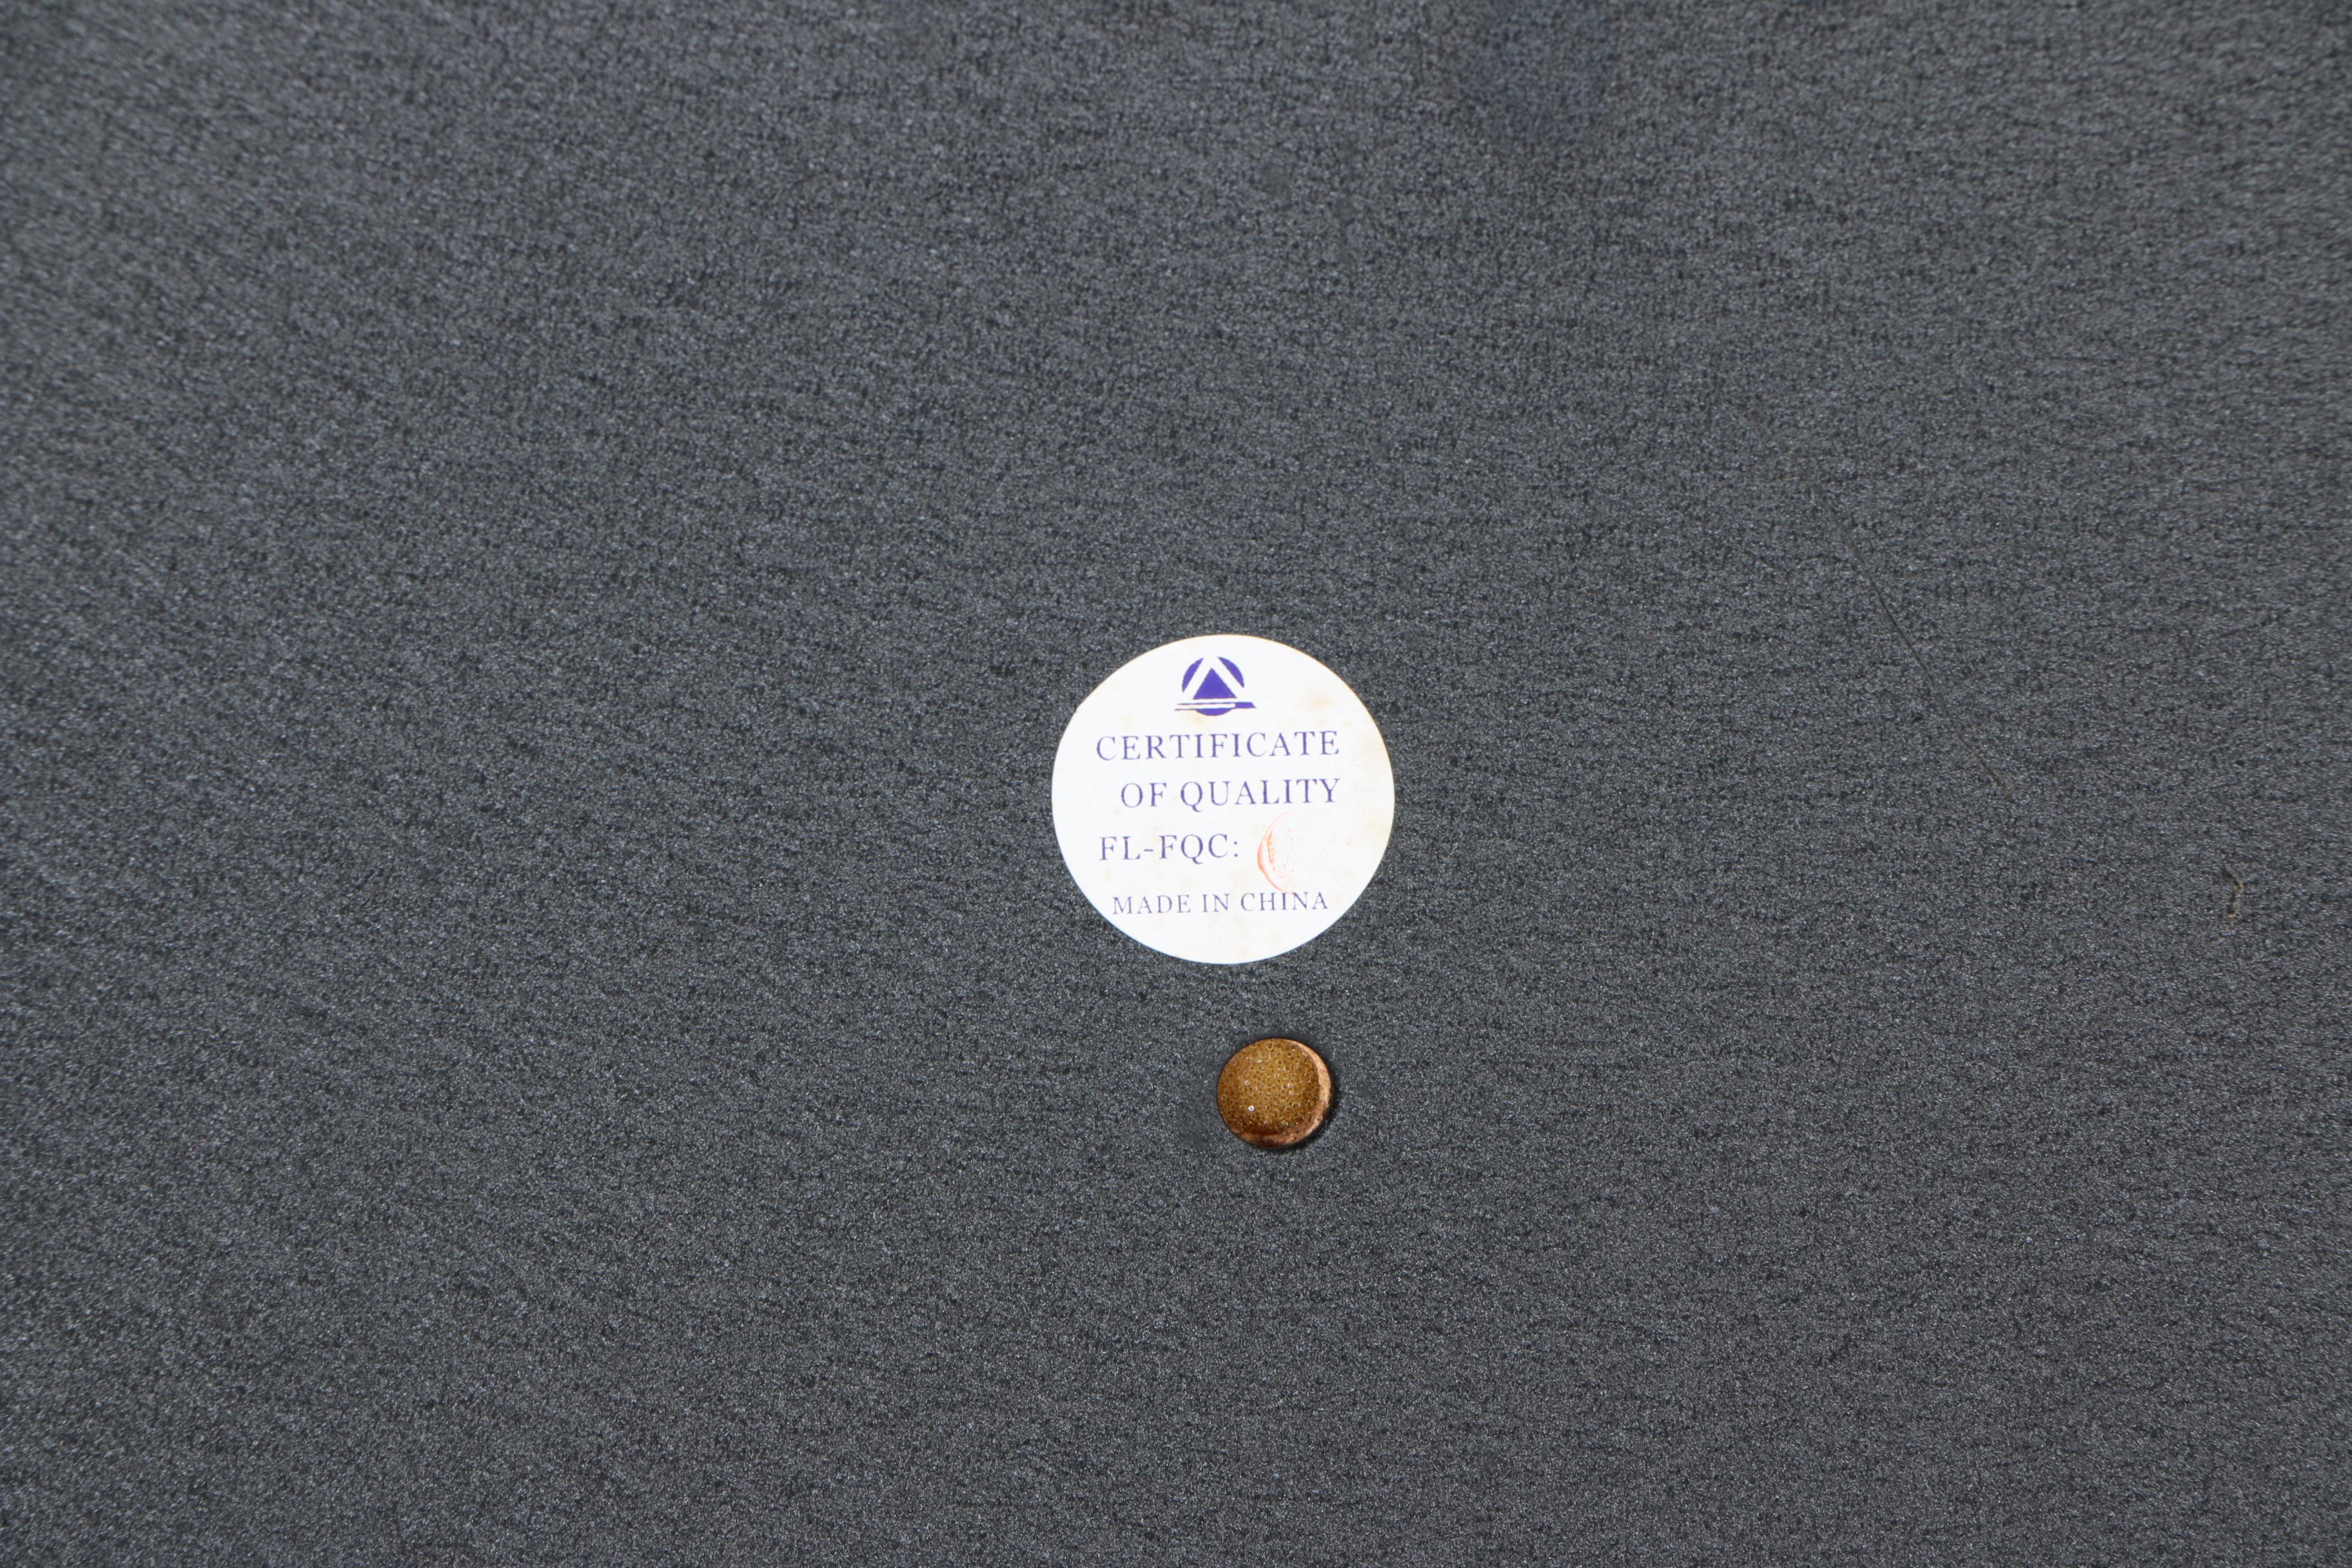 CERTIFICATE
OF QUALITY
FL-FQC:
MADE IN CHINA